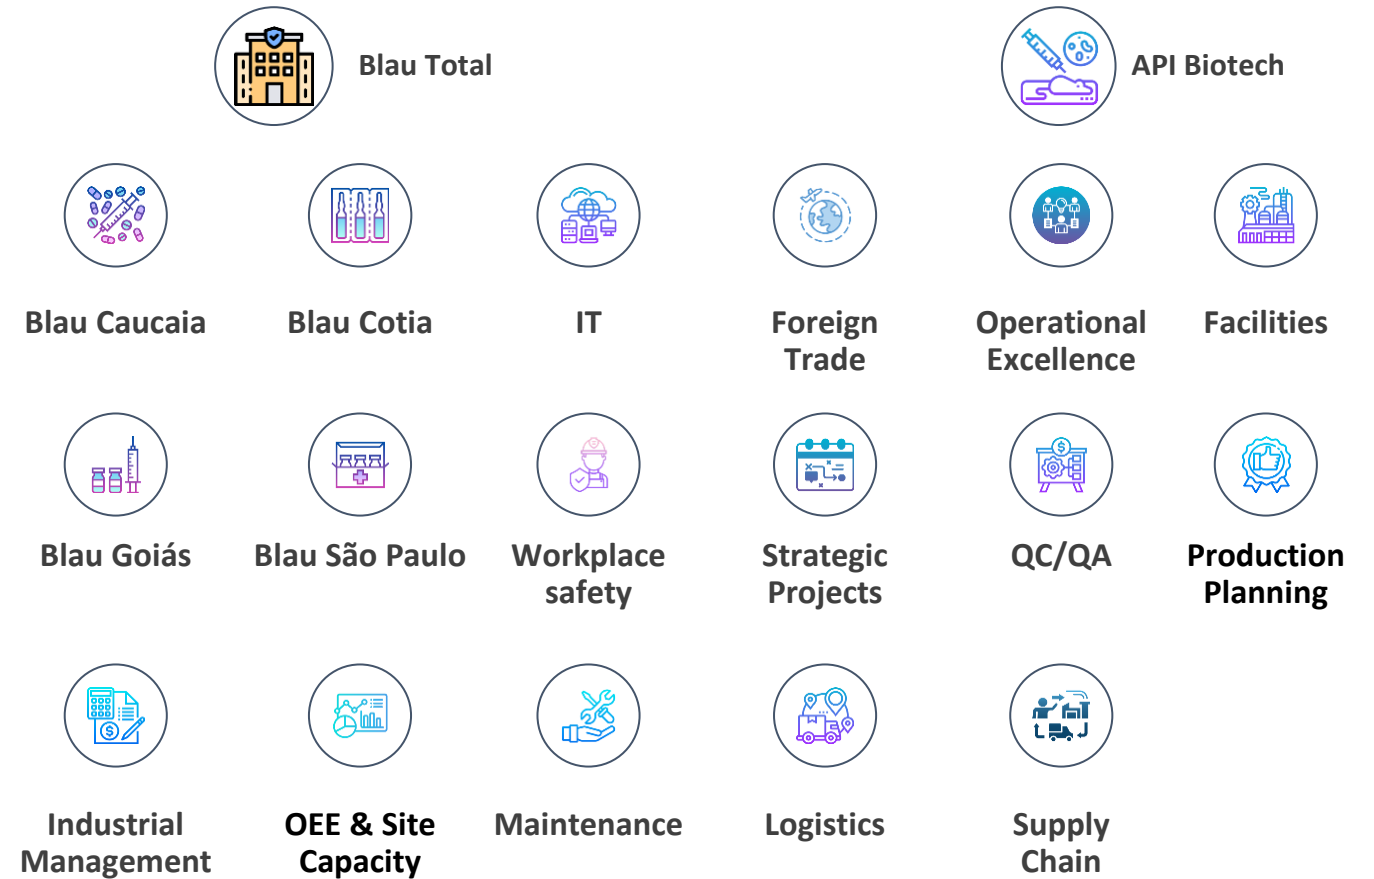 Blau Total
API Biotech
Blau Caucaia
Blau Cotia
IT
Foreign
Trade
Operational
Excellence
Facilities
Blau Goiás
Blau São Paulo
Workplace
safety
Strategic
Projects
QC/QA
Production
Planning
Industrial
Management
OEE & Site
Capacity
Maintenance
Logistics
Supply
Chain